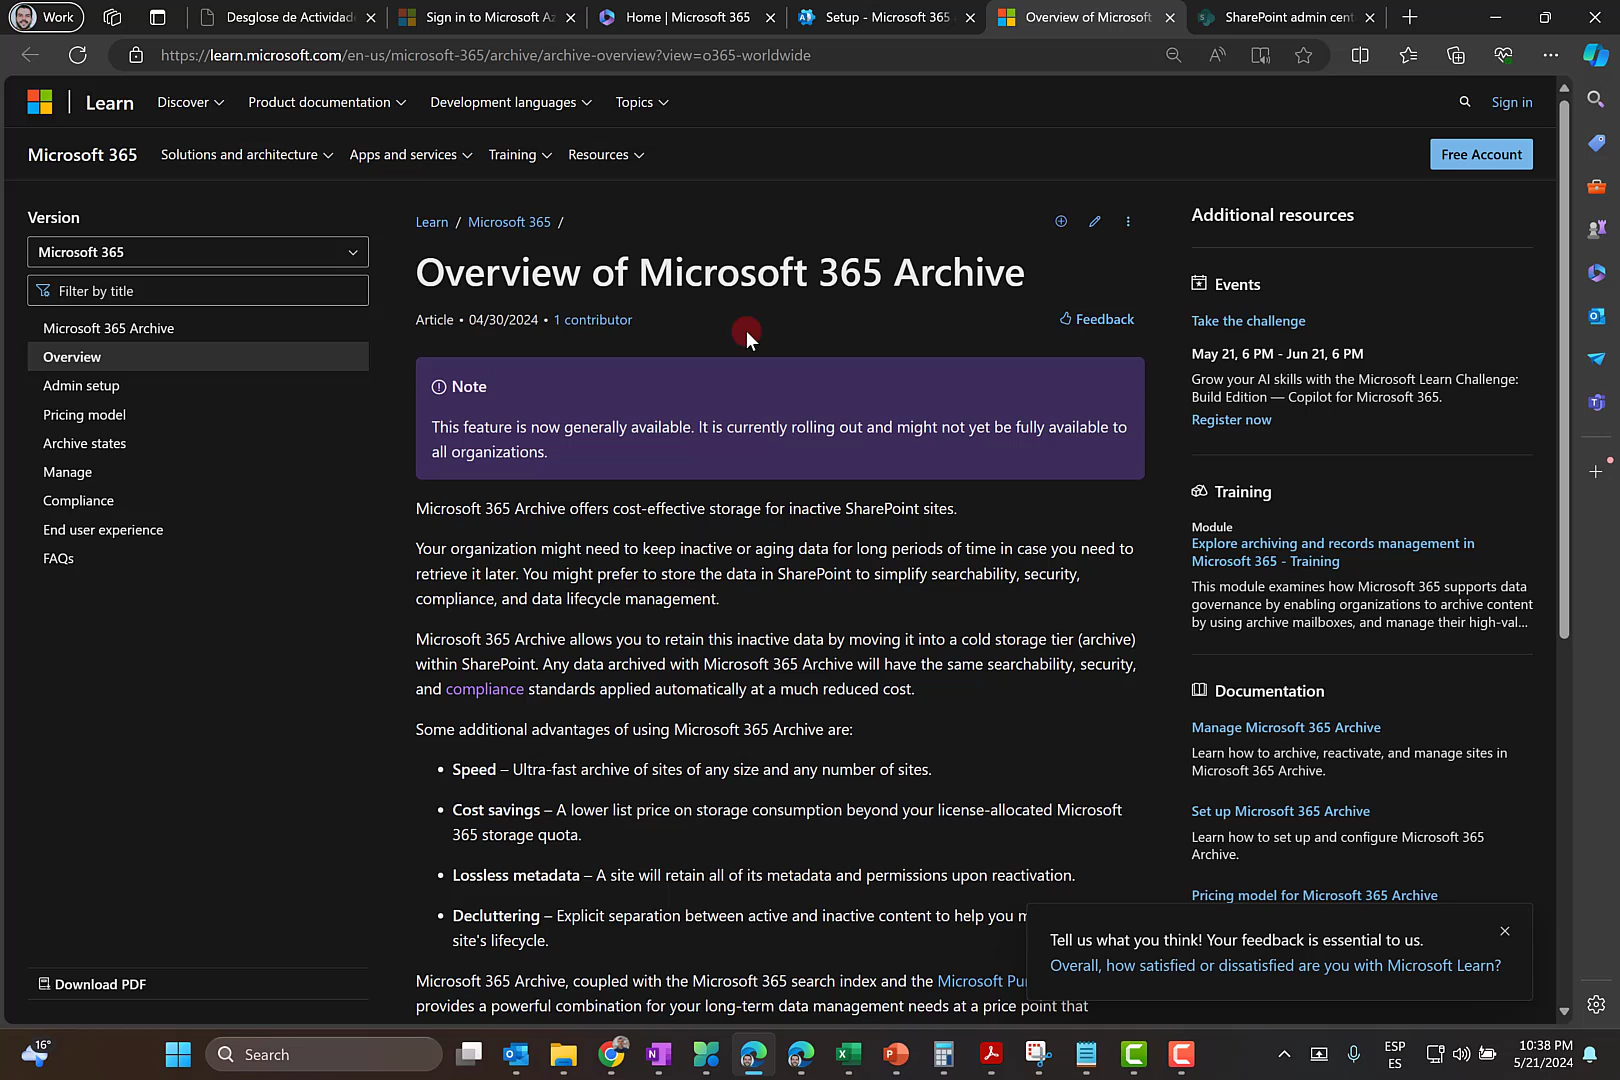 Work
Desglose de Actividad
Sign in to Microsoft Az
Home | Microsoft 365
Setup - Microsoft 365
Overview of Microsoft
SharePoint admin cent
https://learn.microsoft.com/en-us/microsoft-365/archive/archive-overview?view=o365-worldwide
Learn
Discover
Product documentation
Development languages
Topics
Sign in
Microsoft 365
Solutions and architecture
Apps and services
Training
Resources
Free Account
Version
Microsoft 365
Filter by title
Microsoft 365 Archive
Overview
Admin setup
Pricing model
Archive states
Manage
Compliance
End user experience
FAQs
Download PDF
Learn / Microsoft 365 /
Overview of Microsoft 365 Archive
Article • 04/30/2024 • 1 contributor
Feedback
Note
This feature is now generally available. It is currently rolling out and might not yet be fully available to
all organizations.
Microsoft 365 Archive offers cost-effective storage for inactive SharePoint sites.
Your organization might need to keep inactive or aging data for long periods of time in case you need to
retrieve it later. You might prefer to store the data in SharePoint to simplify searchability, security,
compliance, and data lifecycle management.
Microsoft 365 Archive allows you to retain this inactive data by moving it into a cold storage tier (archive)
within SharePoint. Any data archived with Microsoft 365 Archive will have the same searchability, security,
and compliance standards applied automatically at a much reduced cost.
Some additional advantages of using Microsoft 365 Archive are:
• Speed – Ultra-fast archive of sites of any size and any number of sites.
• Cost savings – A lower list price on storage consumption beyond your license-allocated Microsoft
365 storage quota.
• Lossless metadata – A site will retain all of its metadata and permissions upon reactivation.
• Decluttering – Explicit separation between active and inactive content to help you m
site's lifecycle.
Microsoft 365 Archive, coupled with the Microsoft 365 search index and the Microsoft Pu
provides a powerful combination for your long-term data management needs at a price point that
Additional resources
Events
Take the challenge
May 21, 6 PM - Jun 21, 6 PM
Grow your AI skills with the Microsoft Learn Challenge:
Build Edition — Copilot for Microsoft 365.
Register now
Training
Module
Explore archiving and records management in
Microsoft 365 - Training
This module examines how Microsoft 365 supports data
governance by enabling organizations to archive content
by using archive mailboxes, and manage their high-val...
Documentation
Manage Microsoft 365 Archive
Learn how to archive, reactivate, and manage sites in
Microsoft 365 Archive.
Set up Microsoft 365 Archive
Learn how to set up and configure Microsoft 365
Archive.
Pricing model for Microsoft 365 Archive
Tell us what you think! Your feedback is essential to us.
Overall, how satisfied or dissatisfied are you with Microsoft Learn?
16°
Search
ESP
ES
10:38 PM
5/21/2024